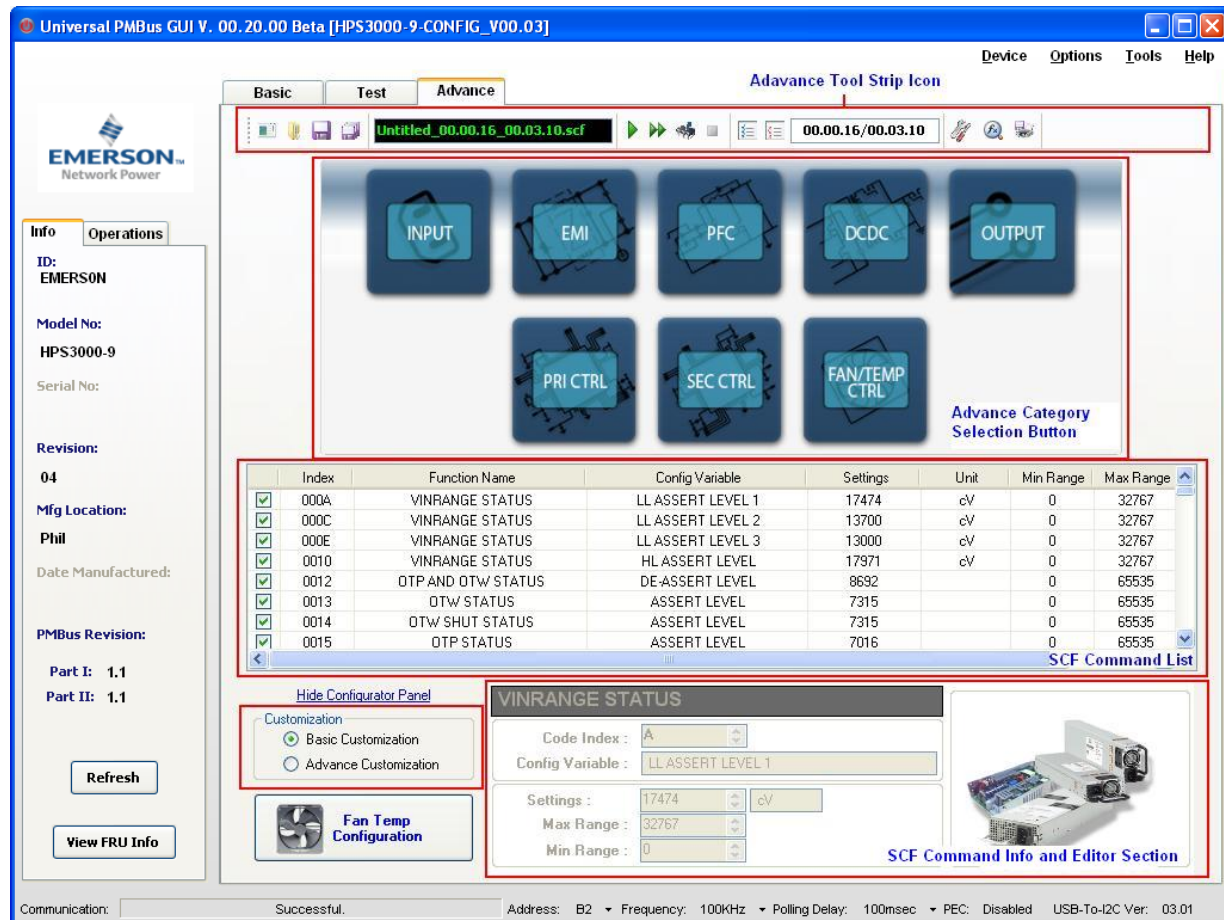 Universal PMBus GUI V. 00.20.00 Beta [HPS3000-9-CONFIG_V00.03]
Device Options Tools Help
Basic Test Advance
Adavance Tool Strip Icon
Untitled_00.00.16_00.03.10.scf 00.00.16/00.03.10
EMERSON™
Network Power
INPUT EMI PFC DCDC OUTPUT
PRI CTRL SEC CTRL FAN/TEMP CTRL
Advance Category
Selection Button
Info Operations
ID:
EMERS0N
Model No:
HPS3000-9
Serial No:
Revision:
04
Mfg Location:
Phil
Date Manufactured:
PMBus Revision:
Part I: 1.1
Part II: 1.1
Refresh
View FRU Info
Index Function Name Config Variable Settings Unit Min Range Max Range
000A VINRANGE STATUS LL ASSERT LEVEL 1 17474 cV 0 32767
000C VINRANGE STATUS LL ASSERT LEVEL 2 13700 cV 0 32767
000E VINRANGE STATUS LL ASSERT LEVEL 3 13000 cV 0 32767
0010 VINRANGE STATUS HL ASSERT LEVEL 17971 cV 0 32767
0012 OTP AND OTW STATUS DE-ASSERT LEVEL 8692 0 65535
0013 OTW STATUS ASSERT LEVEL 7315 0 65535
0014 OTW SHUT STATUS ASSERT LEVEL 7315 0 65535
0015 OTP STATUS ASSERT LEVEL 7016 0 65535
SCF Command List
Hide Configurator Panel
Customization
Basic Customization
Advance Customization
Fan Temp
Configuration
VINRANGE STATUS
Code Index : A
Config Variable : LL ASSERT LEVEL 1
Settings : 17474 cV
Max Range : 32767
Min Range : 0
SCF Command Info and Editor Section
Communication: Successful. Address: B2 Frequency: 100KHz Polling Delay: 100msec PEC: Disabled USB-To-I2C Ver: 03.01